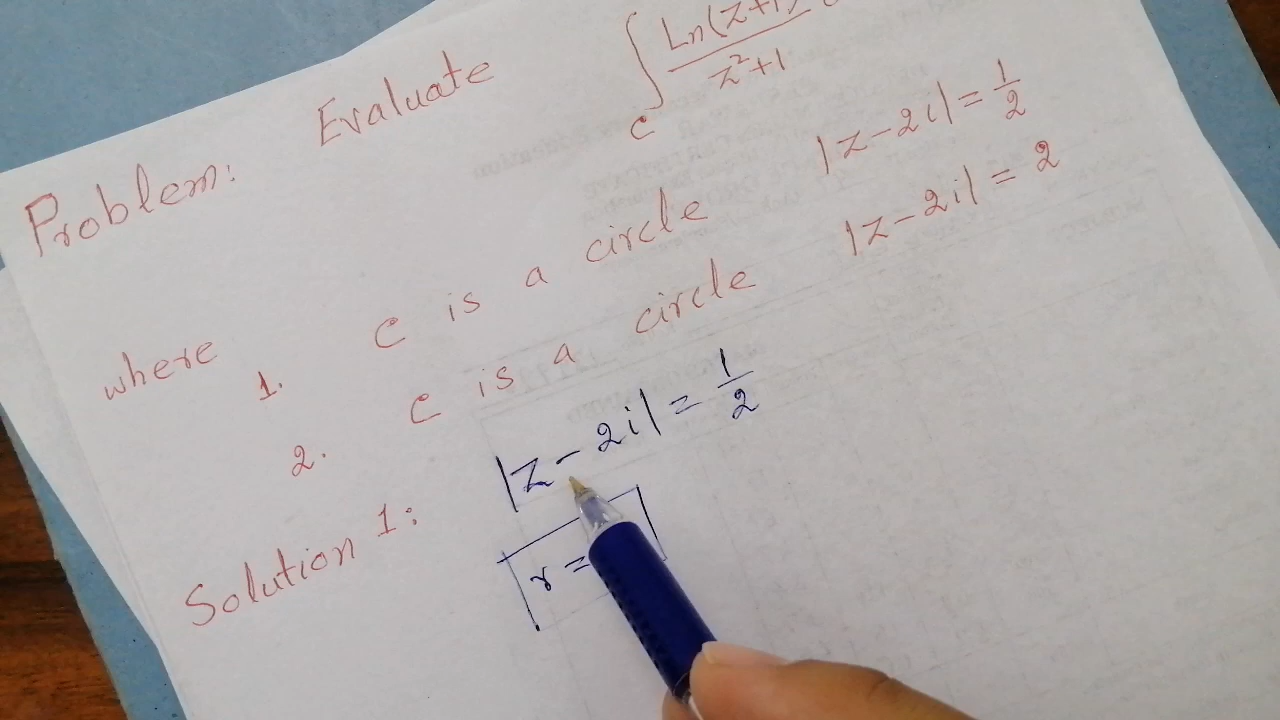 Problem: Evaluate ∫_C Ln(z+1)/(z²+1)
where
1. C is a circle |z-2i| = 1/2
2. C is a circle |z-2i| = 2
Solution 1: |z-2i| = 1/2
r =